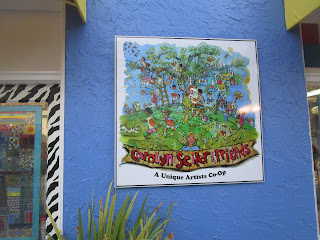 Carolyn Seiler & Friends
A Unique Artists Co-Op